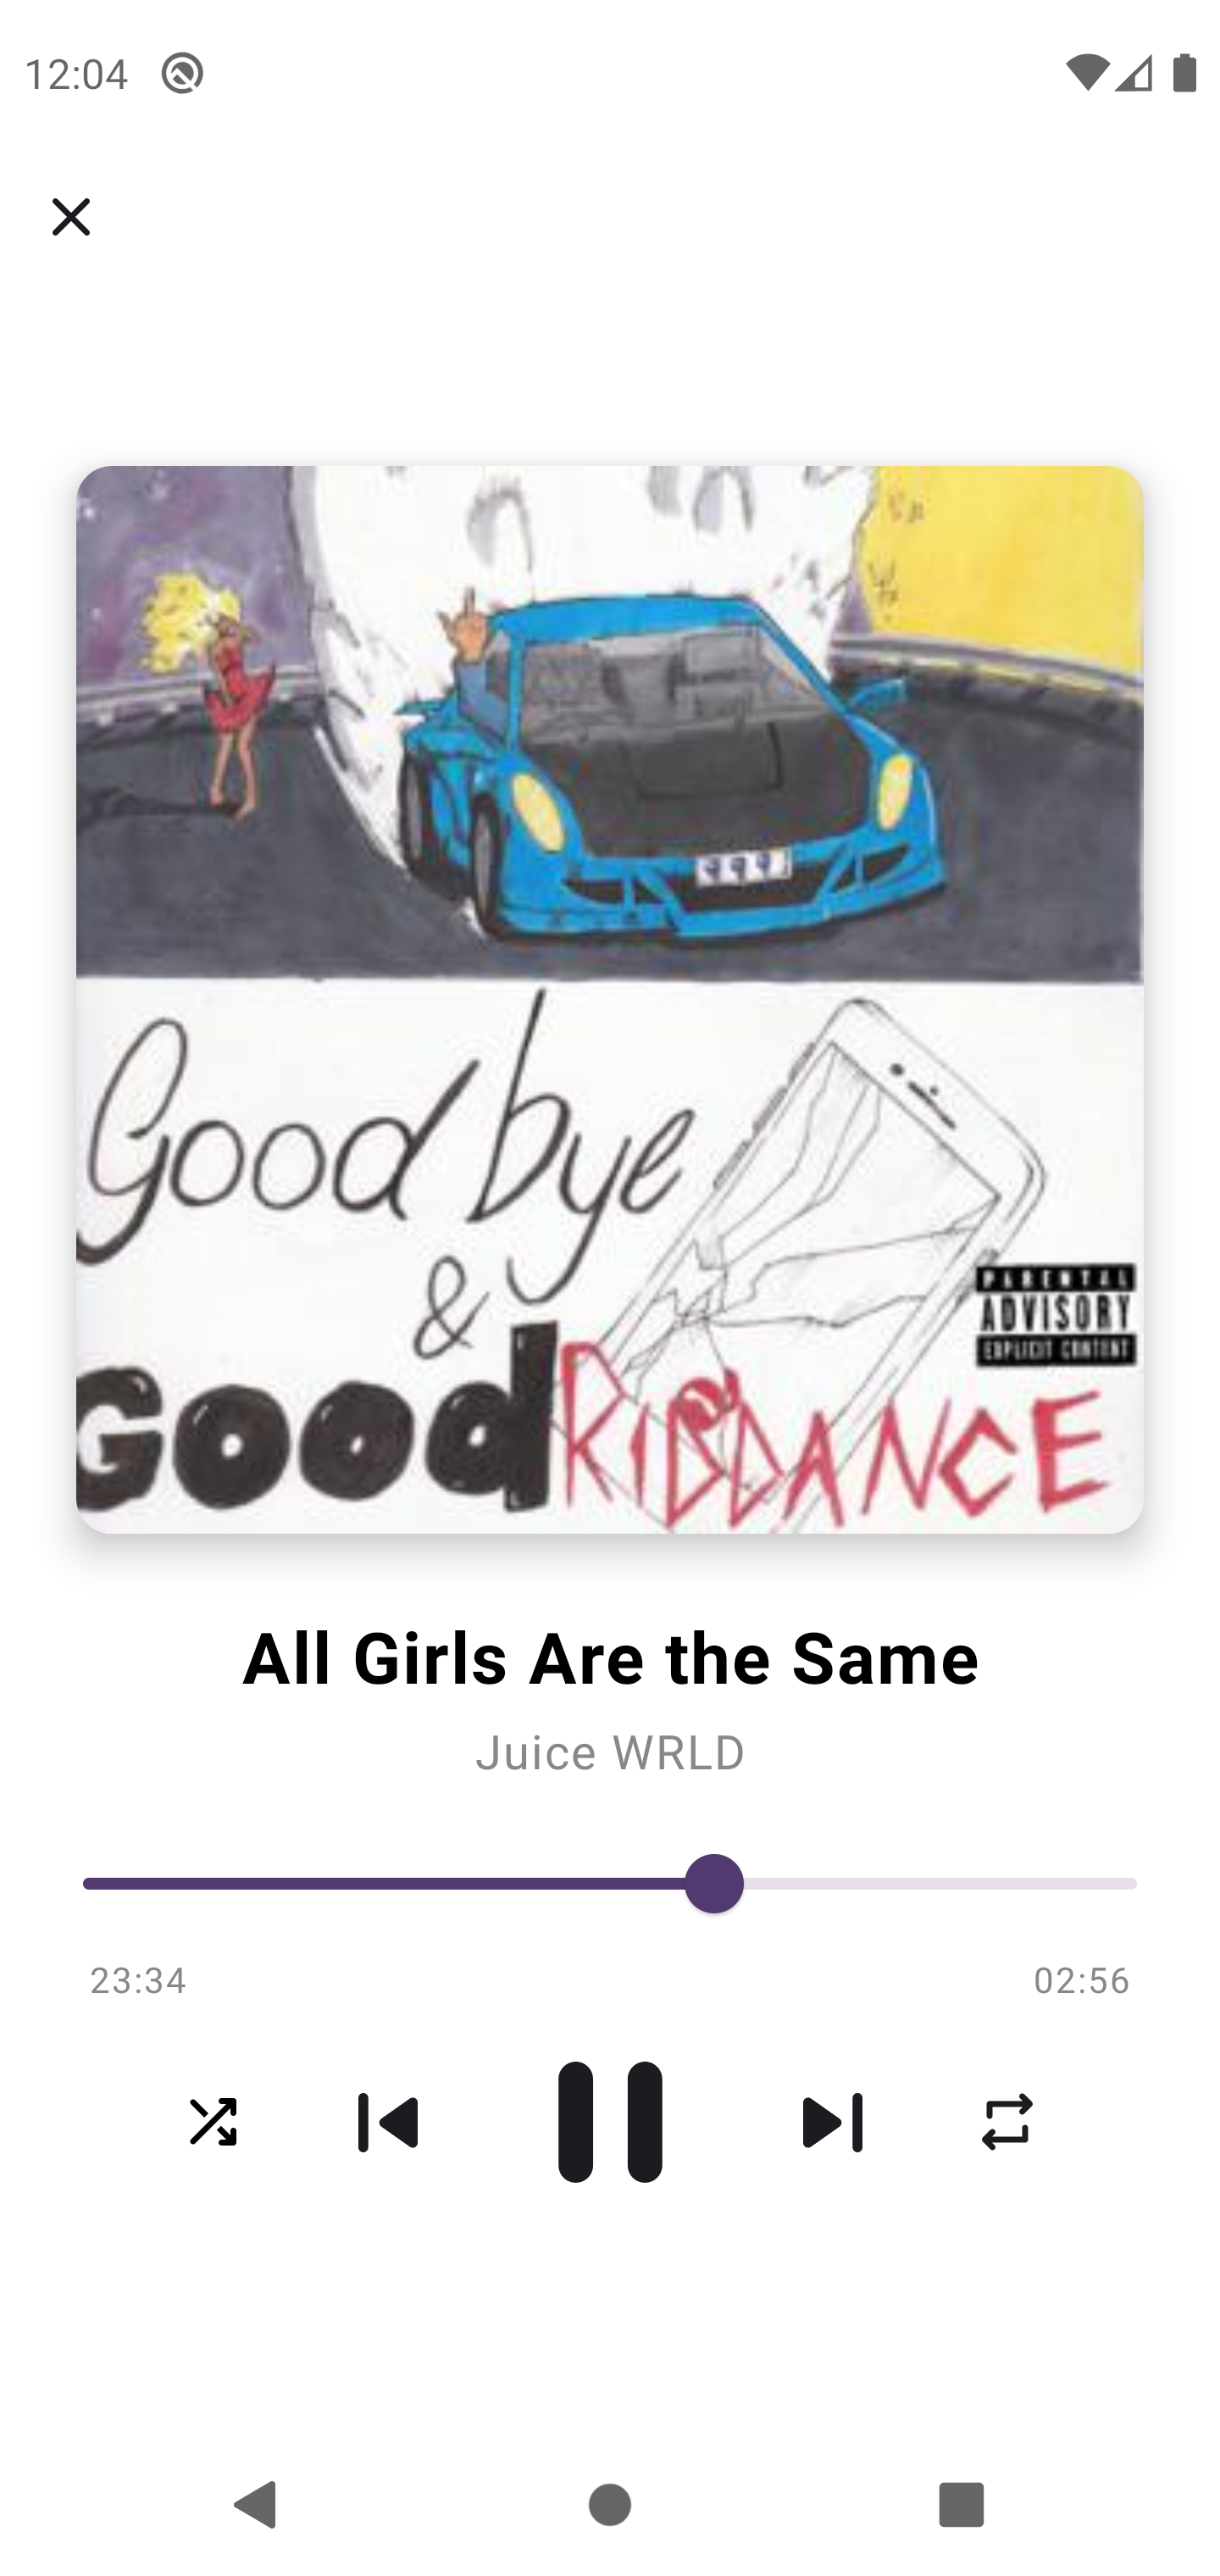 12:04
Good bye
&
Good RIDDANCE
PARENTAL
ADVISORY
EXPLICIT CONTENT
All Girls Are the Same
Juice WRLD
23:34
02:56